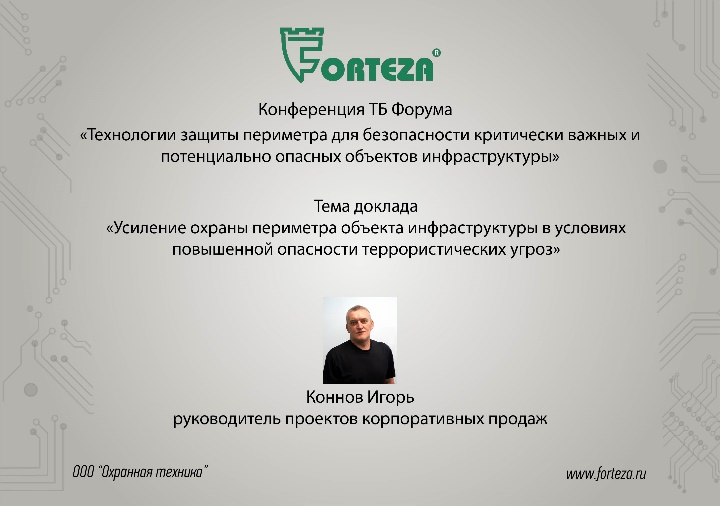 FORTEZA®
Конференция ТБ Форума
«Технологии защиты периметра для безопасности критически важных и
потенциально опасных объектов инфраструктуры»
Тема доклада
«Усиление охраны периметра объекта инфраструктуры в условиях
повышенной опасности террористических угроз»
Коннов Игорь
руководитель проектов корпоративных продаж
ООО "Охранная техника"
www.forteza.ru